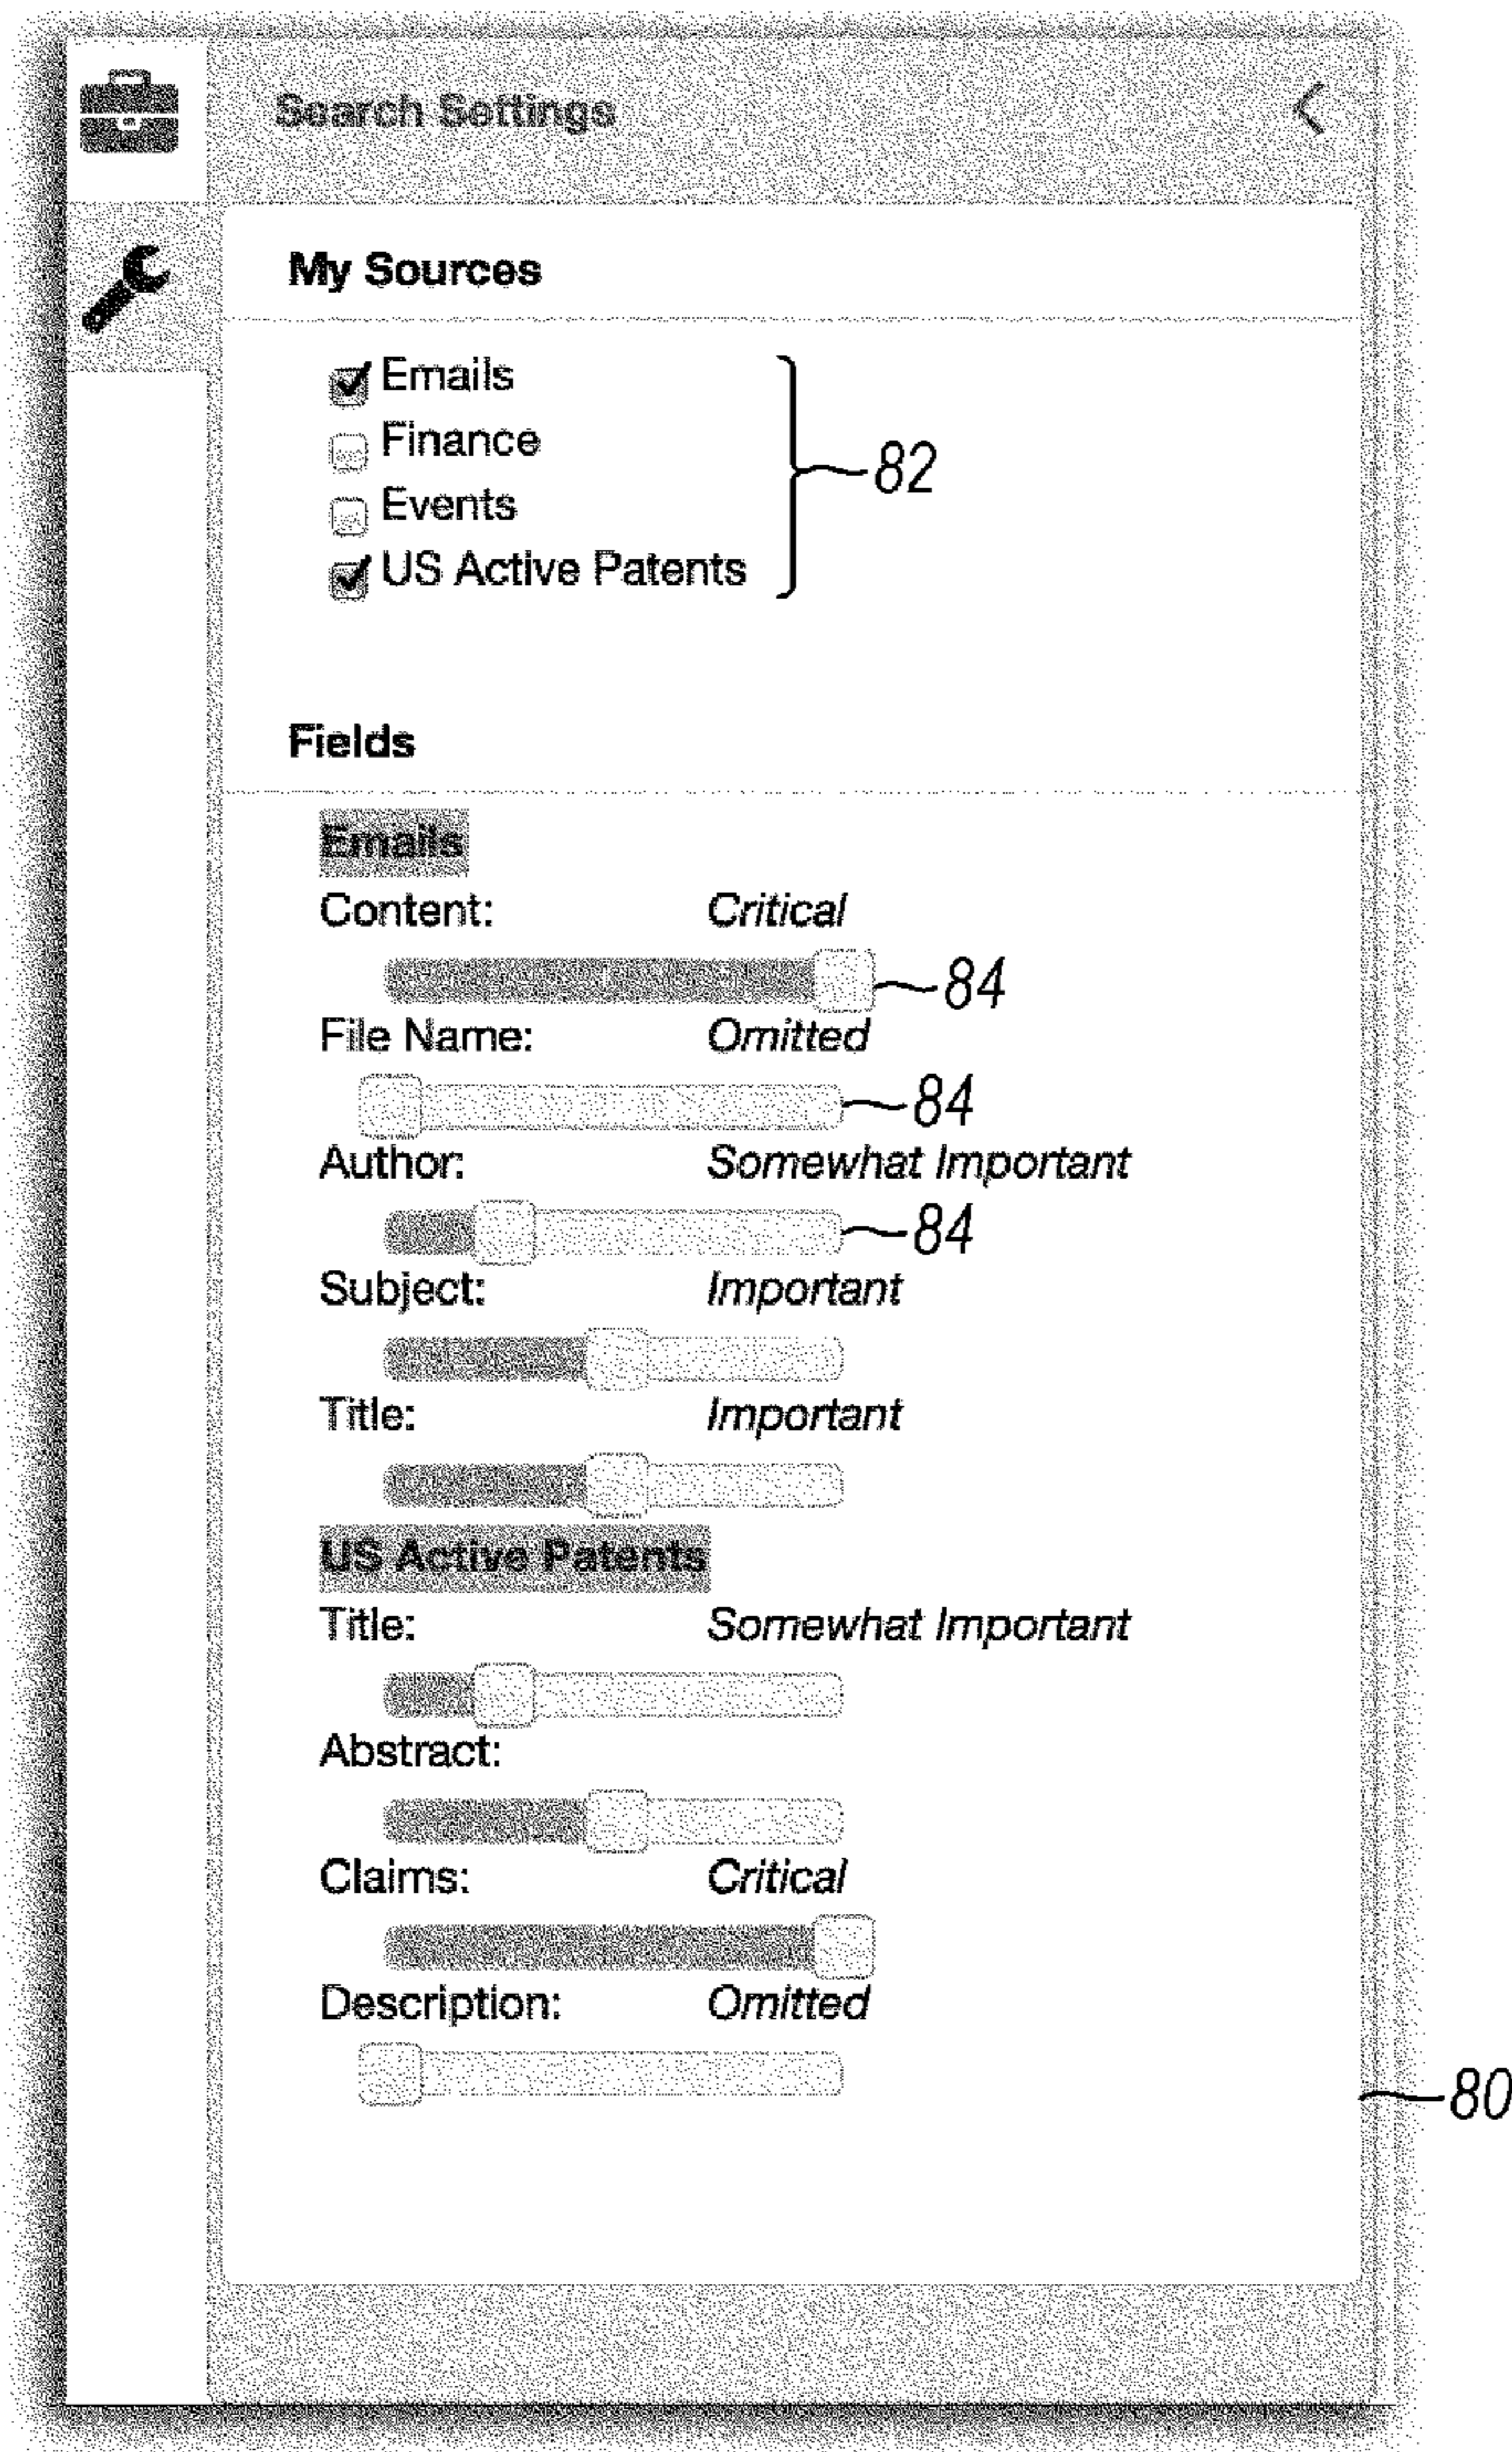 Search Settings
My Sources
Emails
Finance
Events
US Active Patents
82
Fields
Emails
Content: Critical
84
File Name: Omitted
84
Author: Somewhat Important
84
Subject: Important
Title: Important
US Active Patents
Title: Somewhat Important
Abstract:
Claims: Critical
Description: Omitted
80